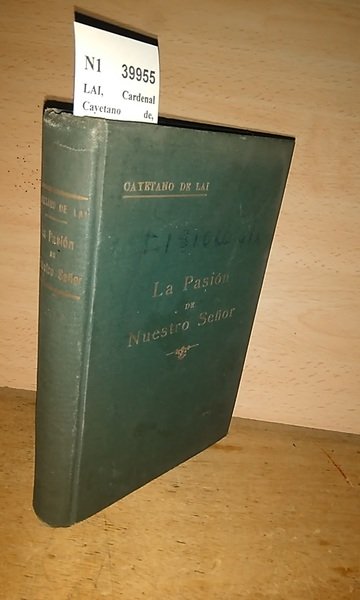 N1 39955
LAI, Cardenal
Cayetano de,
CAYETANO DE LAI
La Pasión
DE
Nuestro Señor
DE LAI
La Pasión
DE
Nuestro Señor